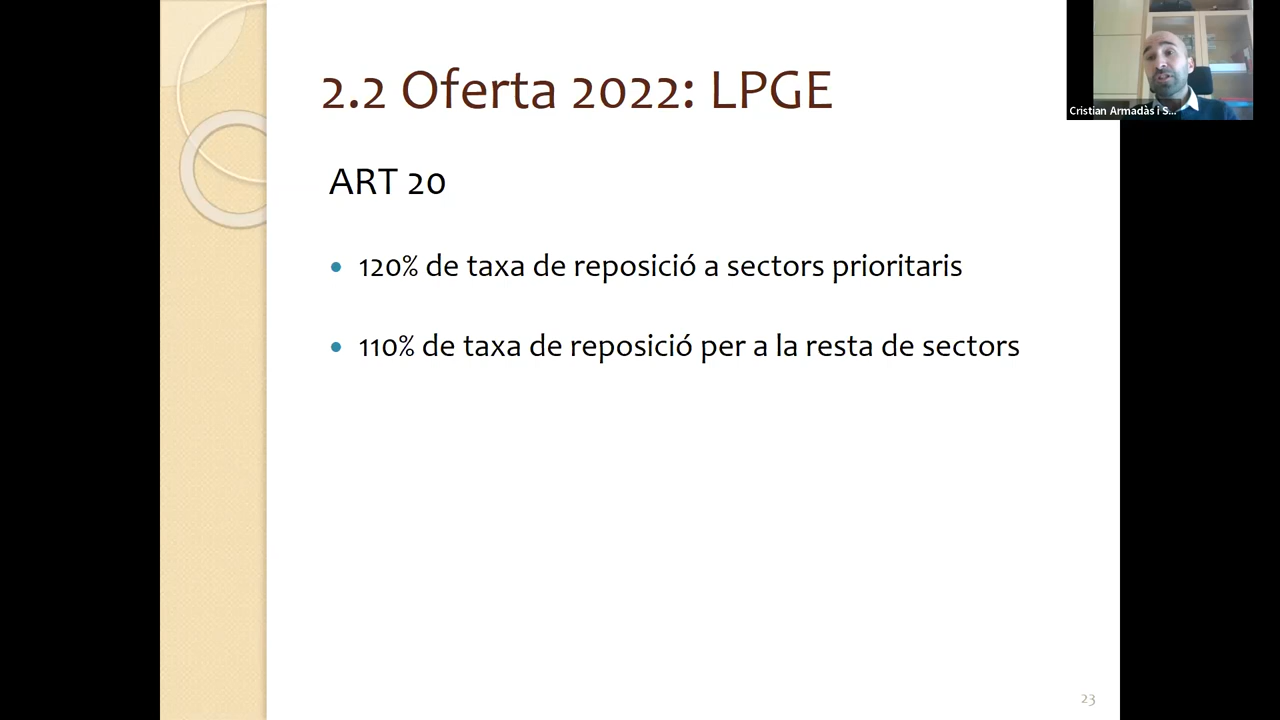 2.2 Oferta 2022: LPGE
Cristian Armadàs i S...
ART 20
• 120% de taxa de reposició a sectors prioritaris
• 110% de taxa de reposició per a la resta de sectors
23